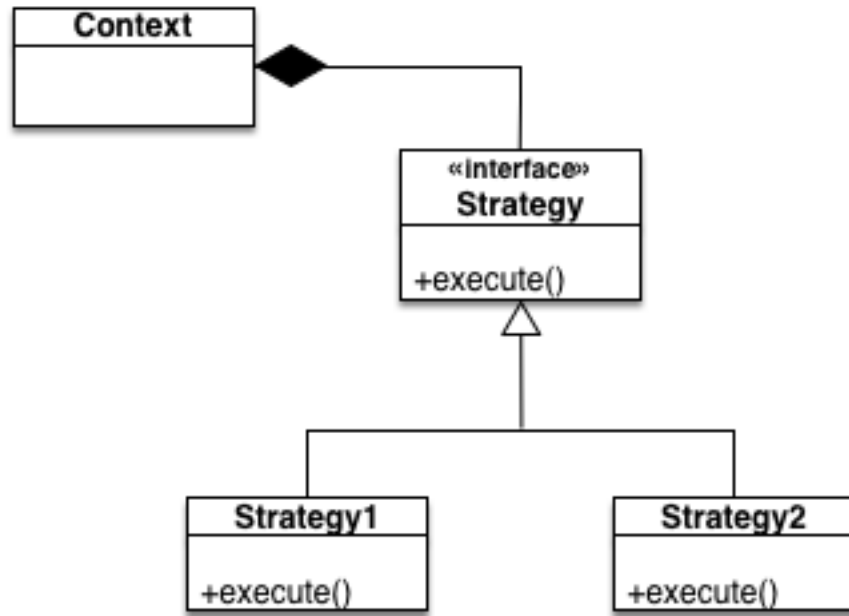 Context
«interface»
Strategy
+execute()
Strategy1
+execute()
Strategy2
+execute()